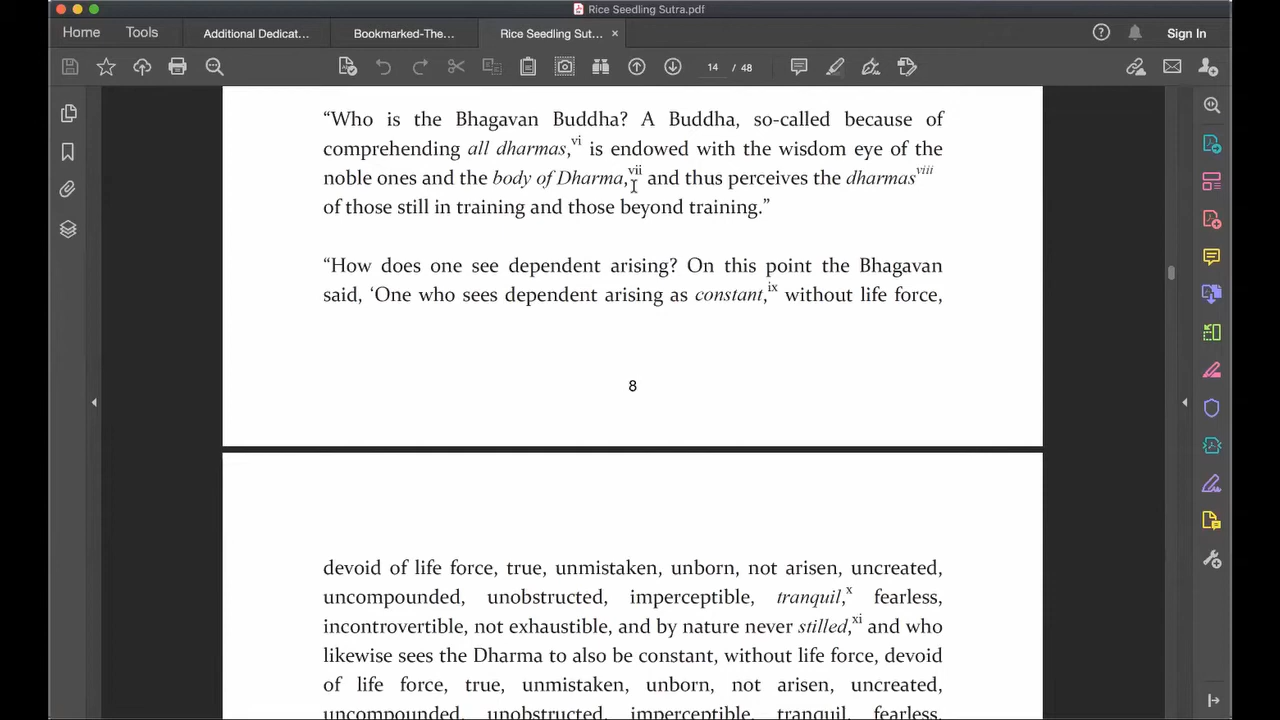 Rice Seedling Sutra.pdf
Home Tools Additional Dedicat... Bookmarked-The... Rice Seedling Sut... × Sign In
14 / 48
“Who is the Bhagavan Buddha? A Buddha, so-called because of
comprehending all dharmas,vi is endowed with the wisdom eye of the
noble ones and the body of Dharma,vii and thus perceives the dharmasviii
of those still in training and those beyond training.”
“How does one see dependent arising? On this point the Bhagavan
said, ‘One who sees dependent arising as constant,ix without life force,
8
devoid of life force, true, unmistaken, unborn, not arisen, uncreated,
uncompounded, unobstructed, imperceptible, tranquil,x fearless,
incontrovertible, not exhaustible, and by nature never stilled,xi and who
likewise sees the Dharma to also be constant, without life force, devoid
of life force, true, unmistaken, unborn, not arisen, uncreated,
uncompounded, unobstructed, imperceptible, tranquil, fearless,